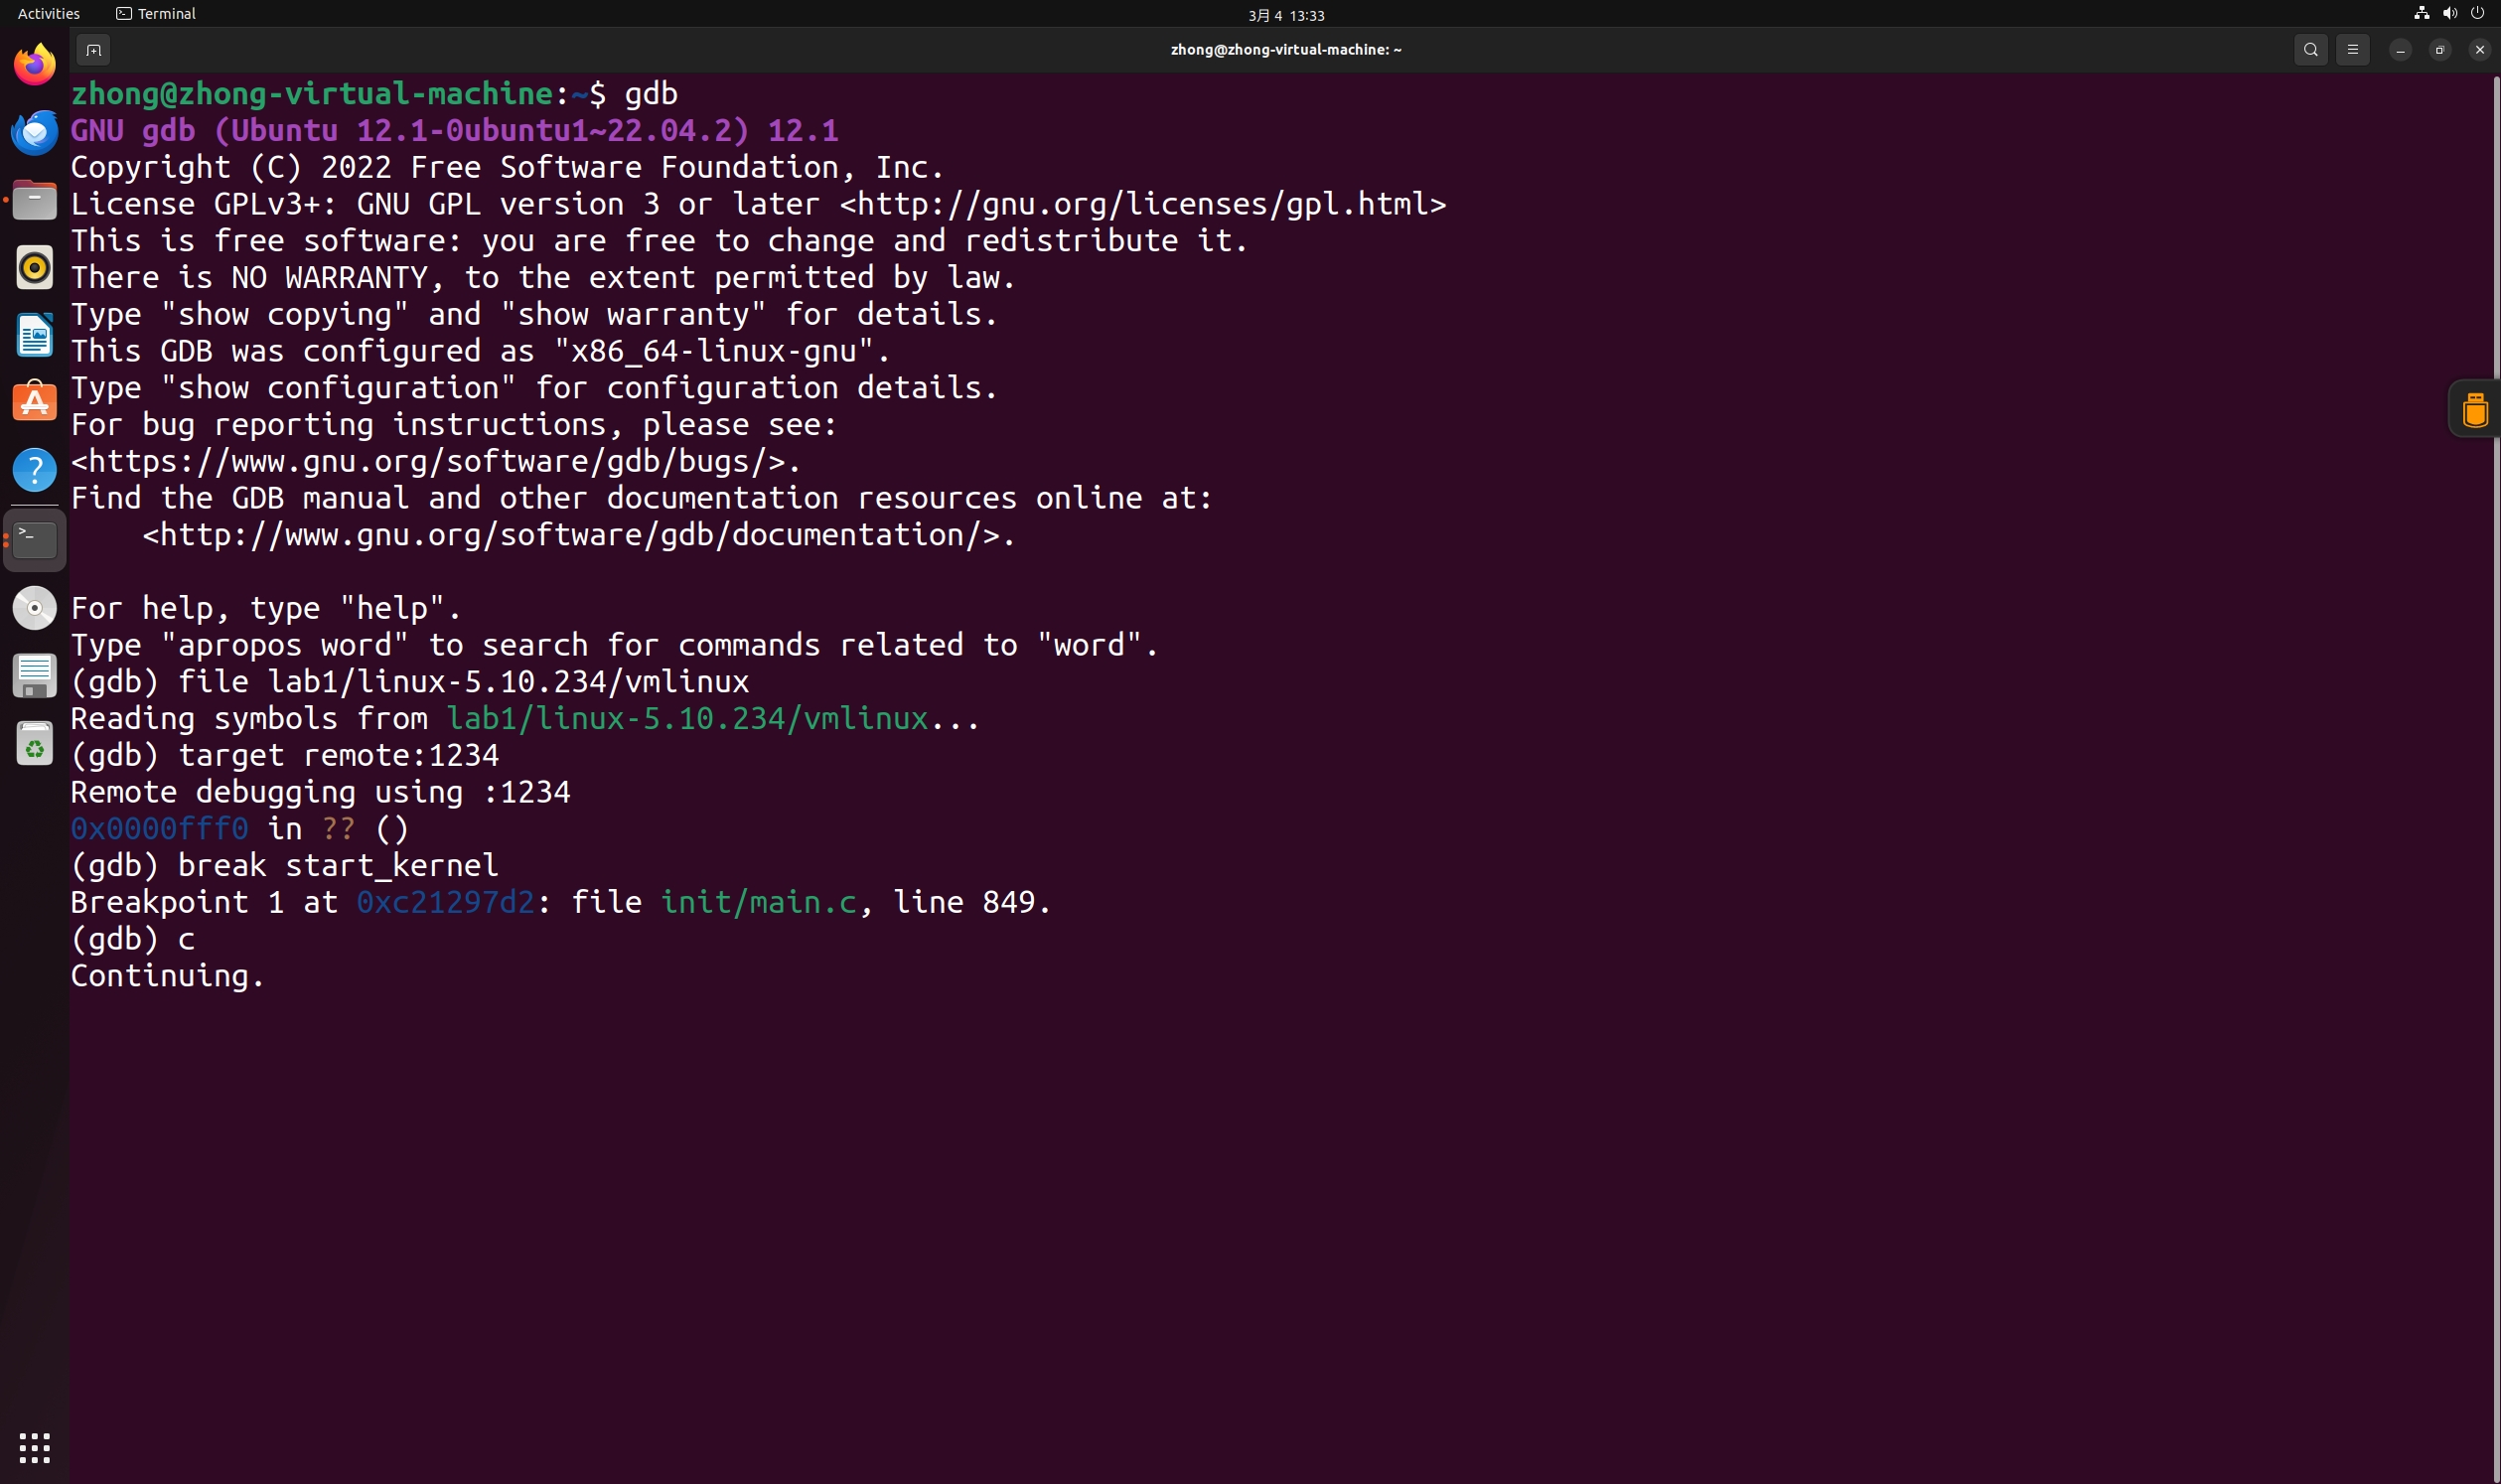 Activities
Terminal
3月 4 13:33
zhong@zhong-virtual-machine: ~
zhong@zhong-virtual-machine:~$ gdb
GNU gdb (Ubuntu 12.1-0ubuntu1~22.04.2) 12.1
Copyright (C) 2022 Free Software Foundation, Inc.
License GPLv3+: GNU GPL version 3 or later <http://gnu.org/licenses/gpl.html>
This is free software: you are free to change and redistribute it.
There is NO WARRANTY, to the extent permitted by law.
Type "show copying" and "show warranty" for details.
This GDB was configured as "x86_64-linux-gnu".
Type "show configuration" for configuration details.
For bug reporting instructions, please see:
<https://www.gnu.org/software/gdb/bugs/>.
Find the GDB manual and other documentation resources online at:
    <http://www.gnu.org/software/gdb/documentation/>.
For help, type "help".
Type "apropos word" to search for commands related to "word".
(gdb) file lab1/linux-5.10.234/vmlinux
Reading symbols from lab1/linux-5.10.234/vmlinux...
(gdb) target remote:1234
Remote debugging using :1234
0x0000fff0 in ?? ()
(gdb) break start_kernel
Breakpoint 1 at 0xc21297d2: file init/main.c, line 849.
(gdb) c
Continuing.